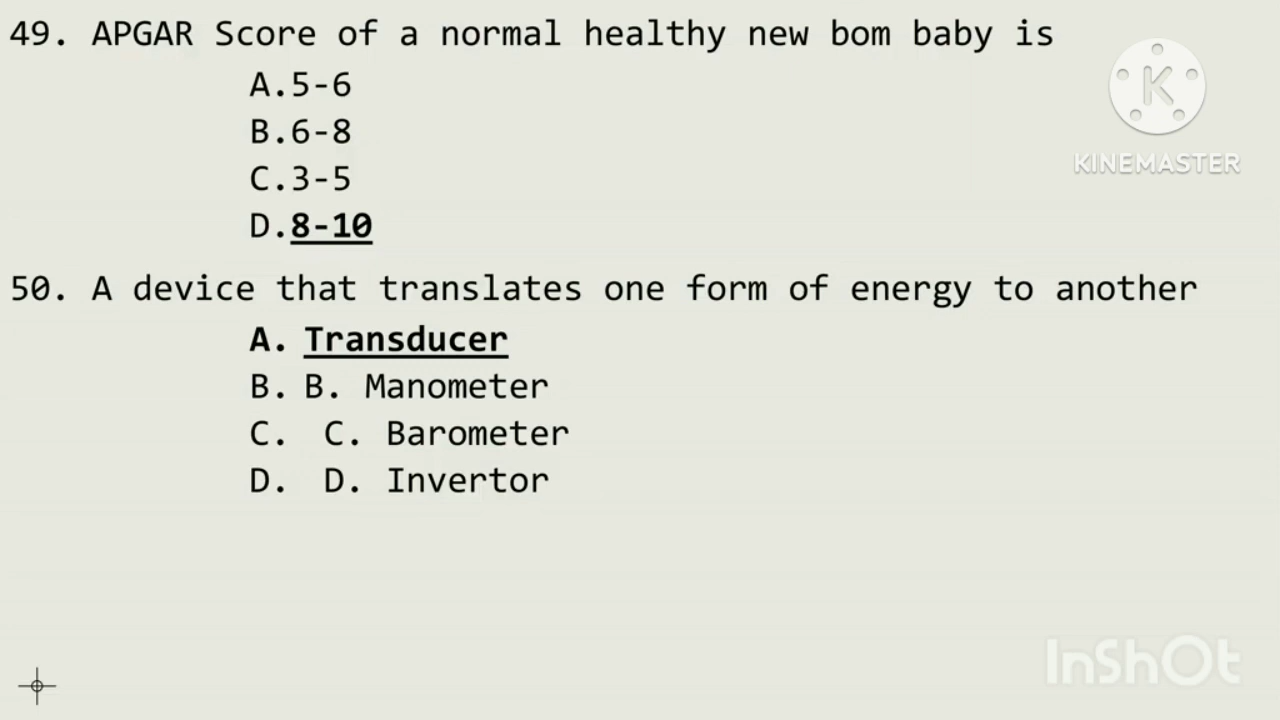 49. APGAR Score of a normal healthy new bom baby is
A.5-6
B.6-8
C.3-5
D.8-10
50. A device that translates one form of energy to another
A. Transducer
B. B. Manometer
C. C. Barometer
D. D. Invertor
K
KINEMASTER
InShOt